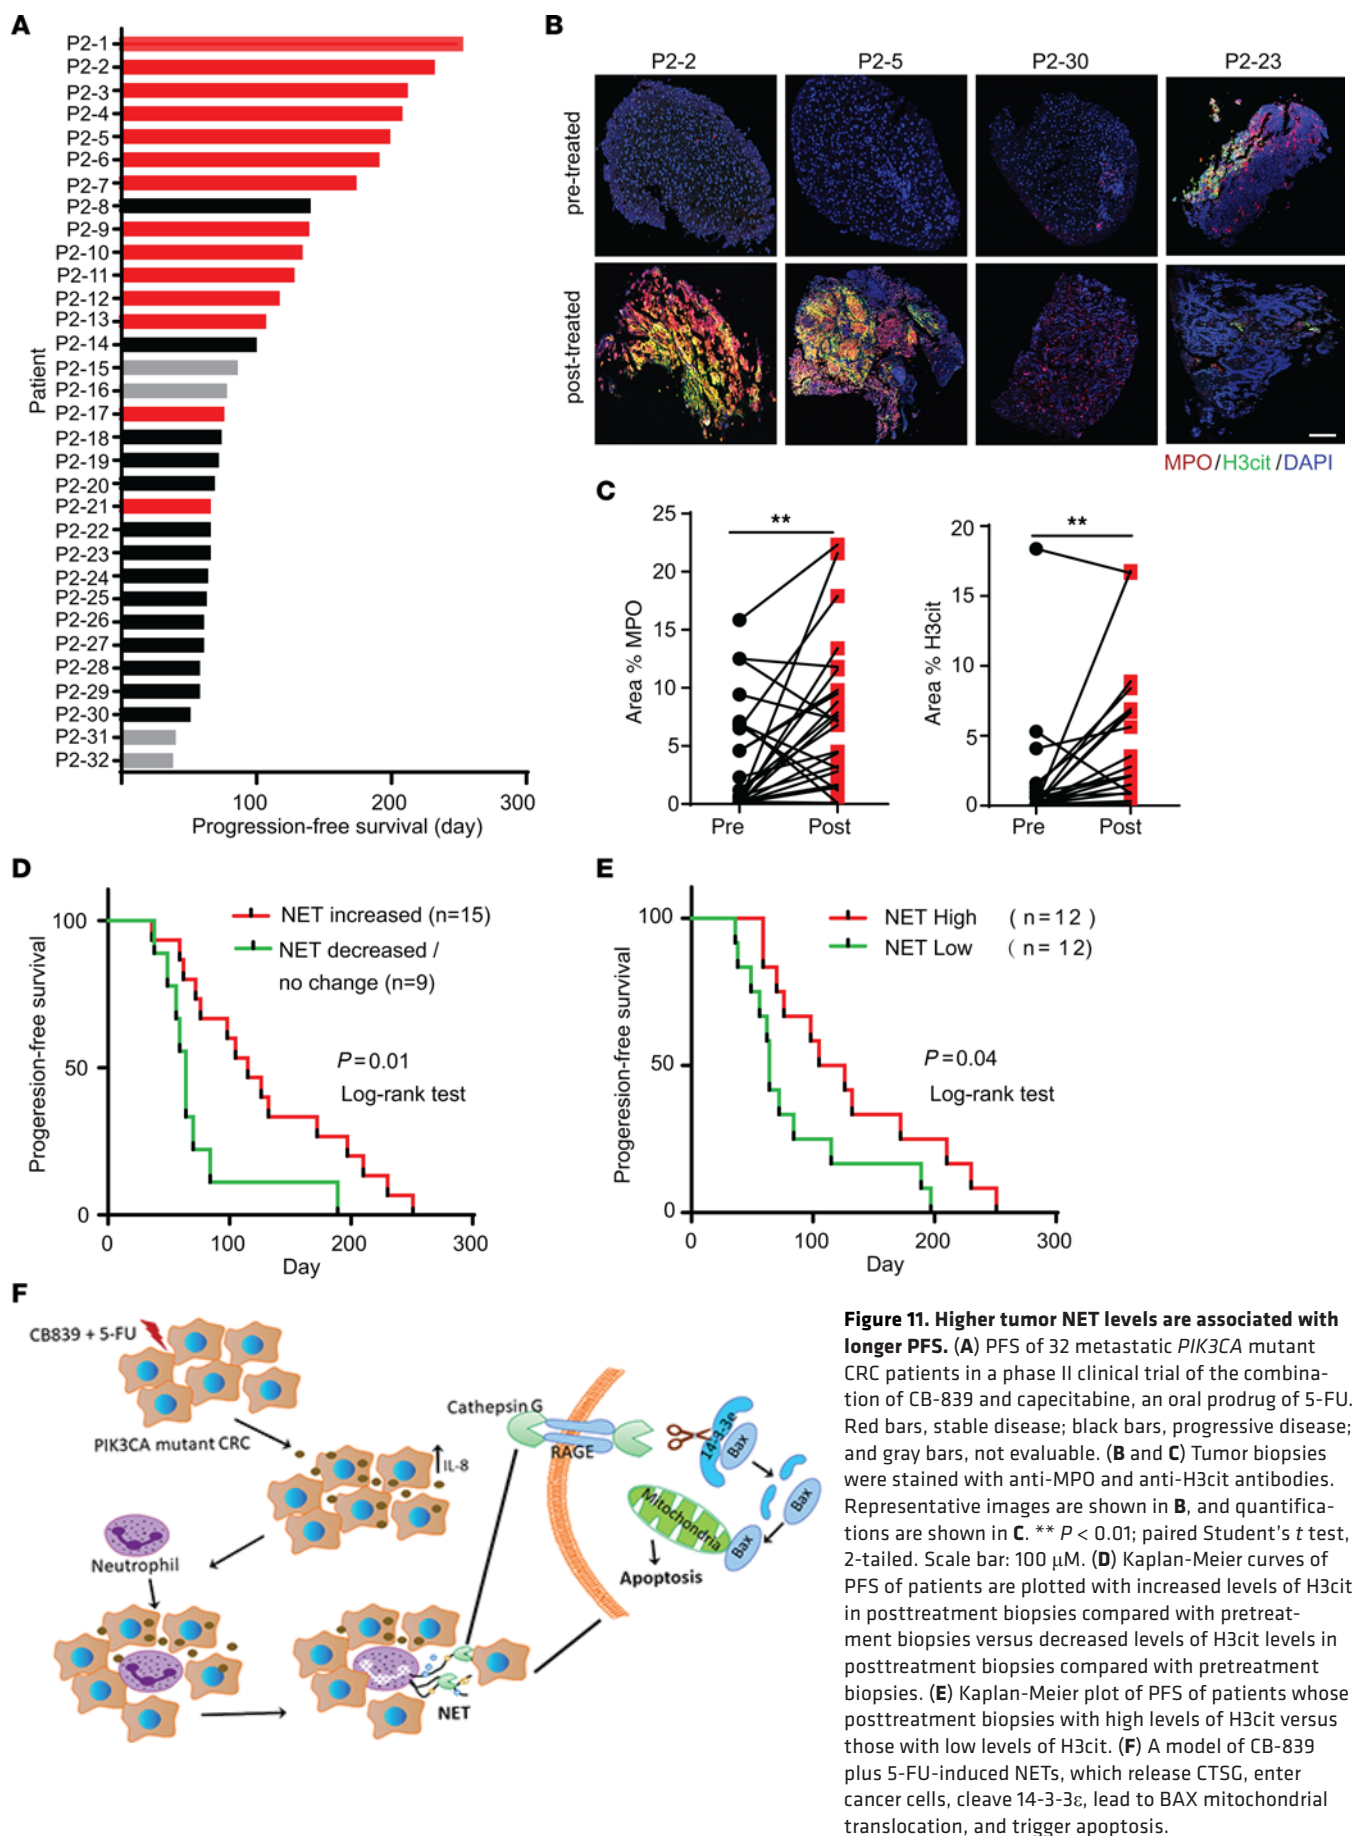 A
P2-1
P2-2
P2-3
P2-4
P2-5
P2-6
P2-7
P2-8
P2-9
P2-10
P2-11
P2-12
P2-13
P2-14
P2-15
P2-16
P2-17
P2-18
P2-19
P2-20
P2-21
P2-22
P2-23
P2-24
P2-25
P2-26
P2-27
P2-28
P2-29
P2-30
P2-31
P2-32
Patient
100 200 300
Progression-free survival (day)
B
P2-2 P2-5 P2-30 P2-23
pre-treated
post-treated
MPO/H3cit/DAPI
C
25
20
15
10
5
0
Area % MPO
**
Pre Post
20
15
10
5
0
Area % H3cit
**
Pre Post
D
100
50
0
Progeresion-free survival
NET increased (n=15)
NET decreased /
no change (n=9)
P=0.01
Log-rank test
0 100 200 300
Day
E
100
50
0
Progeresion-free survival
NET High ( n=12 )
NET Low ( n=12)
P=0.04
Log-rank test
0 100 200 300
Day
F
CB839 + 5-FU
PIK3CA mutant CRC
IL-8
Neutrophil
NET
Cathepsin G
RAGE
14-3-3e
Bax
Bax
Bax
Mitochondria
Apoptosis
Figure 11. Higher tumor NET levels are associated with
longer PFS. (A) PFS of 32 metastatic PIK3CA mutant
CRC patients in a phase II clinical trial of the combina-
tion of CB-839 and capecitabine, an oral prodrug of 5-FU.
Red bars, stable disease; black bars, progressive disease;
and gray bars, not evaluable. (B and C) Tumor biopsies
were stained with anti-MPO and anti-H3cit antibodies.
Representative images are shown in B, and quantifica-
tions are shown in C. ** P < 0.01; paired Student's t test,
2-tailed. Scale bar: 100 μM. (D) Kaplan-Meier curves of
PFS of patients are plotted with increased levels of H3cit
in posttreatment biopsies compared with pretreat-
ment biopsies versus decreased levels of H3cit levels in
posttreatment biopsies compared with pretreatment
biopsies. (E) Kaplan-Meier plot of PFS of patients whose
posttreatment biopsies with high levels of H3cit versus
those with low levels of H3cit. (F) A model of CB-839
plus 5-FU-induced NETs, which release CTSG, enter
cancer cells, cleave 14-3-3ε, lead to BAX mitochondrial
translocation, and trigger apoptosis.